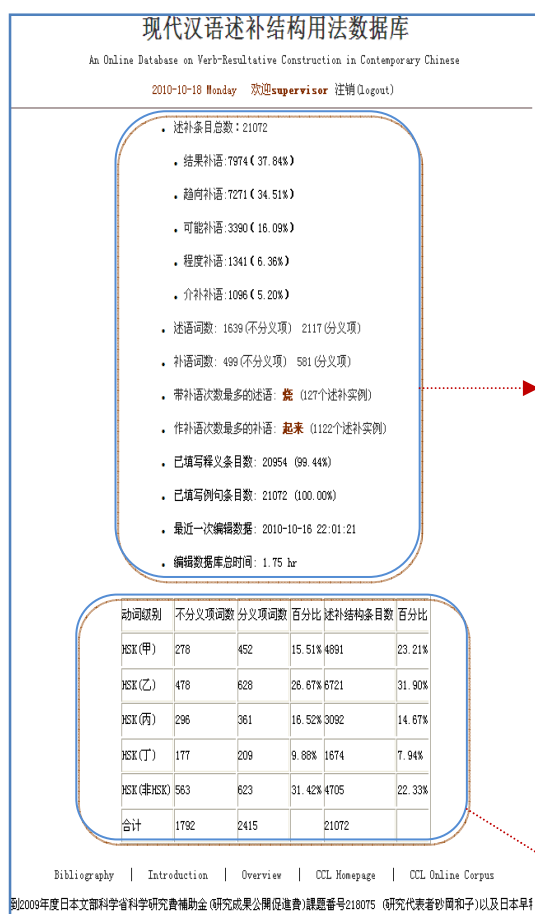 现代汉语述补结构用法数据库
An Online Database on Verb-Resultative Construction in Contemporary Chinese
2010-10-18 Monday 欢迎supervisor 注销(logout)
• 述补条目总数：21072
• 结果补语:7974( 37.84%)
• 趋向补语:7271( 34.51%)
• 可能补语:3390( 16.09%)
• 程度补语:1341( 6.36%)
• 介补补语:1096( 5.20%)
• 述语词数: 1639(不分义项) 2117(分义项)
• 补语词数: 499(不分义项) 581(分义项)
• 带补语次数最多的述语: 烧 (127个述补实例)
• 作补语次数最多的补语: 起来 (1122个述补实例)
• 已填写释义条目数: 20954 (99.44%)
• 已填写例句条目数: 21072 (100.00%)
• 最近一次编辑数据: 2010-10-16 22:01:21
• 编辑数据库总时间: 1.75 hr
动词级别 不分义项词数 分义项词数 百分比 述补结构条目数 百分比
HSK(甲) 278 452 15.51% 4891 23.21%
HSK(乙) 478 628 26.67% 6721 31.90%
HSK(丙) 296 361 16.52% 3092 14.67%
HSK(丁) 177 209 9.88% 1674 7.94%
HSK(非HSK) 563 623 31.42% 4705 22.33%
合计 1792 2415 21072
Bibliography | Introduction | Overview | CCL Homepage | CCL Online Corpus
到2009年度日本文部科学省科学研究費補助金(研究成果公開促進費)課題番号218075 (研究代表者砂岡和子)以及日本早